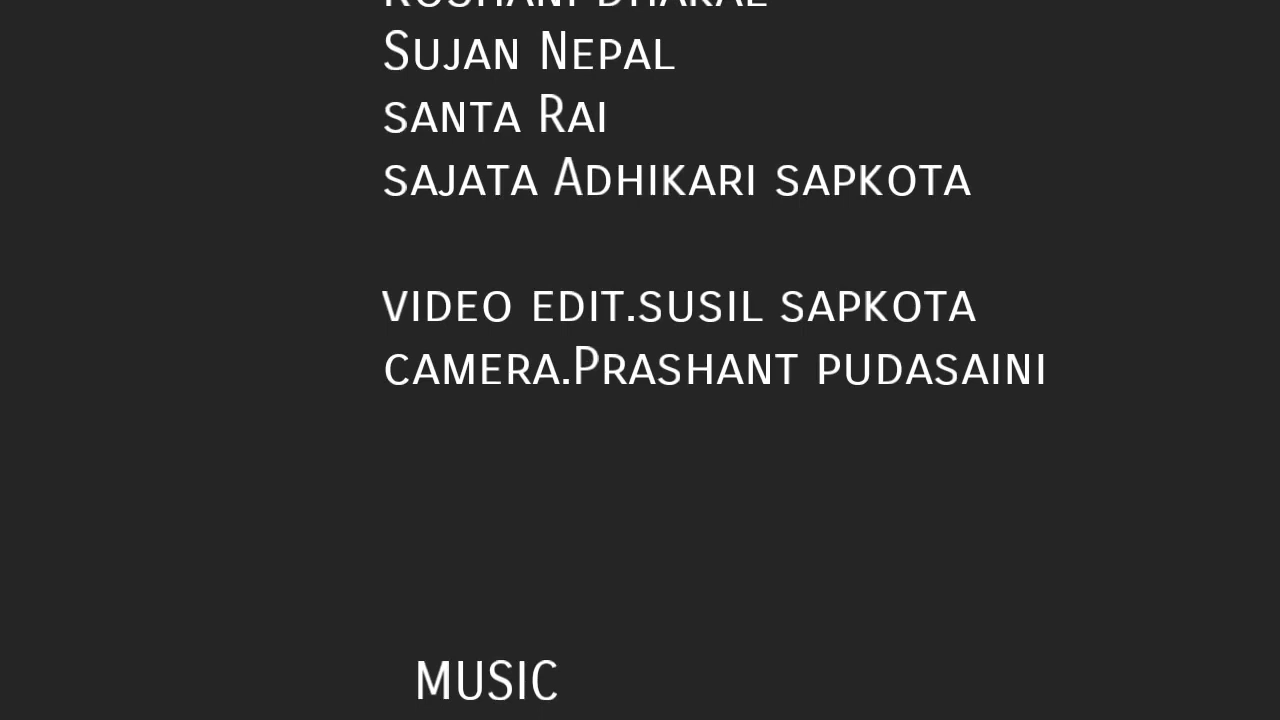 Sujan Nepal
santa Rai
sajata Adhikari sapkota
video edit.susil sapkota
camera.Prashant pudasaini
MUSIC